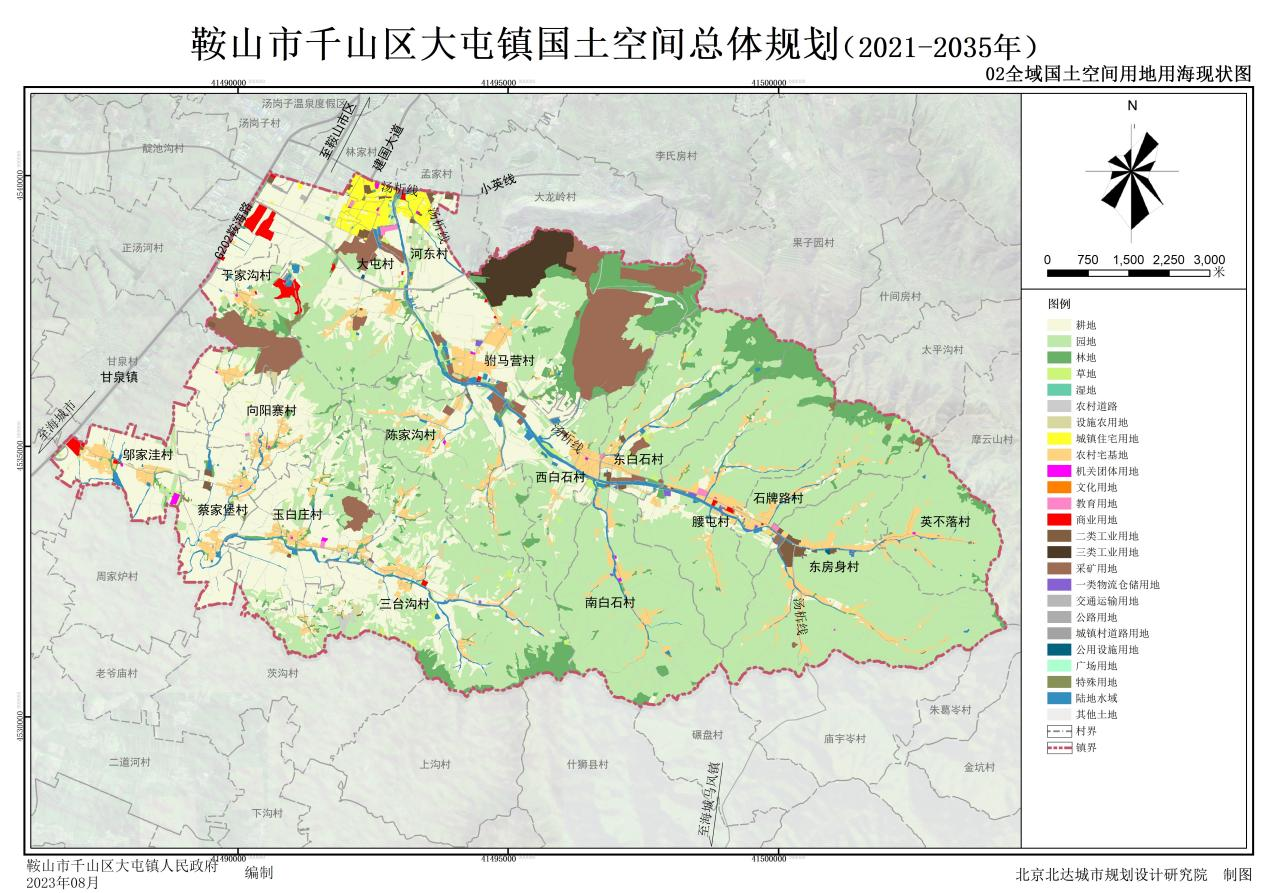 鞍山市千山区大屯镇国土空间总体规划（2021-2035年）
02全域国土空间用地用海现状图
41490000
41495000
41500000
4540000
4535000
4530000
汤岗子温泉度假区
汤岗子村
至鞍山市区
建国大道
靛池沟村
林家村
孟家村
李氏房村
汤析线
小英线
大龙岭村
G202鞍海路
汤析线
正汤河村
果子园村
河东村
大屯村
于家沟村
什间房村
太平沟村
甘泉村
甘泉镇
驸马营村
向阳寨村
至海城市
陈家沟村
汤析线
摩云山村
邬家洼村
东白石村
西白石村
石牌路村
蔡家堡村
玉白庄村
腰屯村
英不落村
东房身村
周家炉村
三台沟村
南白石村
汤析线
老爷庙村
茨沟村
朱葛岺村
碾盘村
庙宇岺村
二道河村
上沟村
什狮县村
金坑村
至海城马风镇
下沟村
41490000
41495000
41500000
N
0 750 1,500 2,250 3,000
米
图例
耕地
园地
林地
草地
湿地
农村道路
设施农用地
城镇住宅用地
农村宅基地
机关团体用地
文化用地
教育用地
商业用地
二类工业用地
三类工业用地
采矿用地
一类物流仓储用地
交通运输用地
公路用地
城镇村道路用地
公用设施用地
广场用地
特殊用地
陆地水域
其他土地
村界
镇界
鞍山市千山区大屯镇人民政府
2023年08月
编制
北京北达城市规划设计研究院 制图